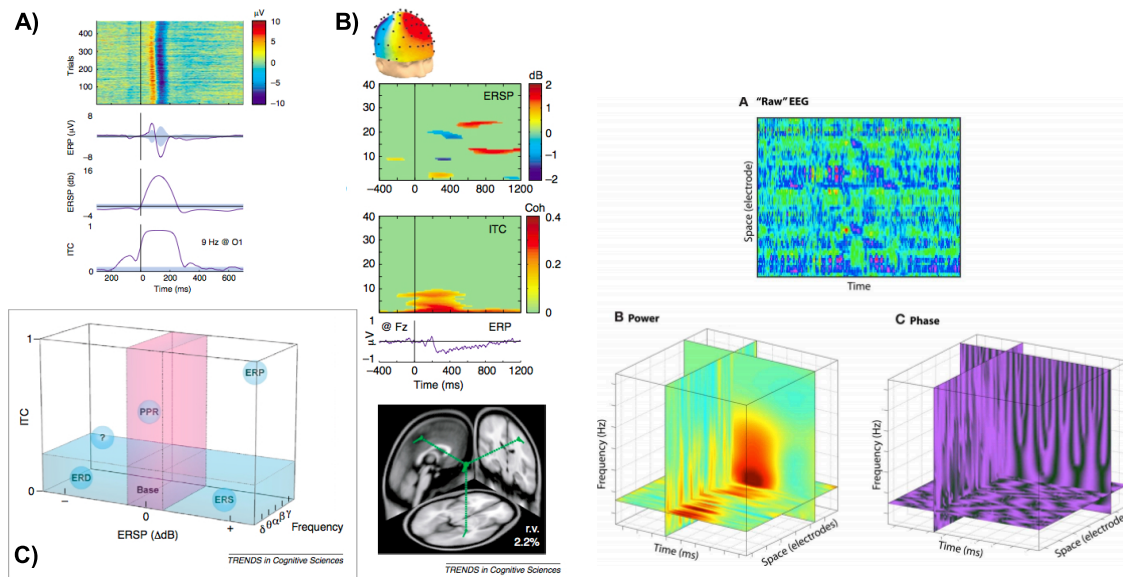 A)
µV
10
5
0
−5
−10
Trials
400
300
200
100
ERP (µV)
8
−8
ERSP (db)
16
−4
ITC
1
0
9 Hz @ O1
200
0
200
400
600
Time (ms)
B)
dB
40
30
20
10
ERSP
2
1
0
−1
−2
−400
0
400
800
1200
Coh
40
30
20
10
ITC
0.4
0.2
0
1
µV
−1
@ Fz
ERP
−400
0
400
800
1200
Time (ms)
r.v.
2.2%
TRENDS in Cognitive Sciences
C)
1
ITC
0
ERP
PPR
?
ERD
Base
ERS
−
0
+
ERSP (ΔdB)
δθαβγ
Frequency
TRENDS in Cognitive Sciences
A "Raw" EEG
Space (electrode)
Time
B Power
Frequency (Hz)
Time (ms)
Space (electrodes)
C Phase
Frequency (Hz)
Time (ms)
Space (electrodes)